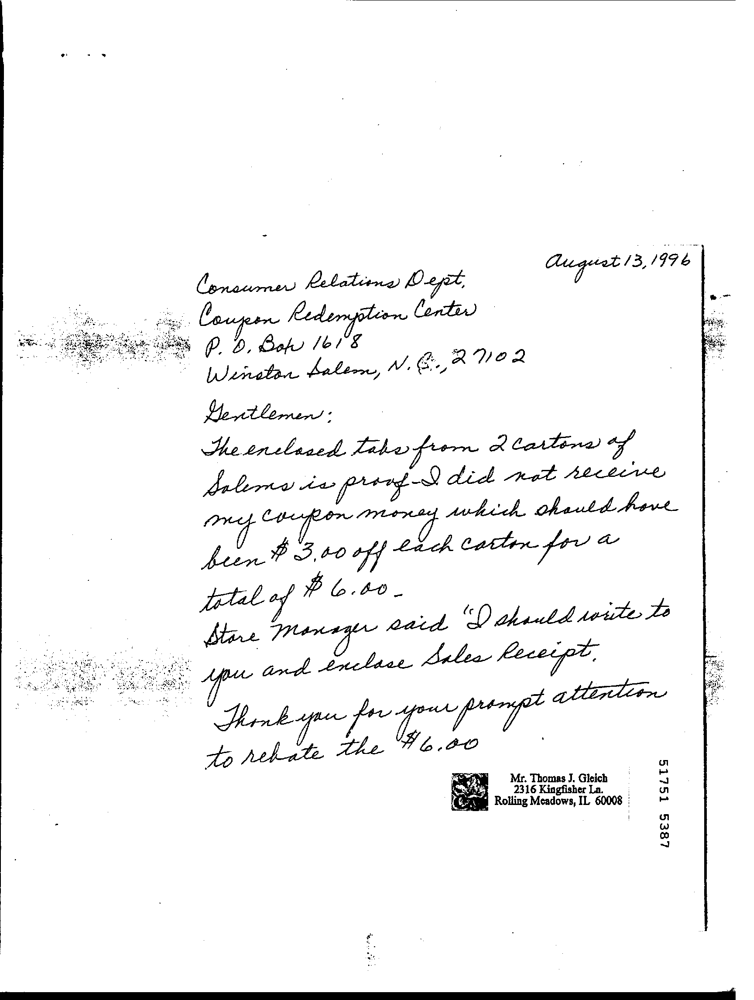 August 13, 1996
Consumer Relations Dept.
Coupon Redemption Center
P. O. Box 1618
Winston Salem, N. C., 27102
Gentlemen:
The enclosed tabs from 2 cartons of
Salems is proof - I did not receive
my coupon money which should have
been $3.00 off each carton for a
total of $6.00 -
Store Manager said "I should write to
you and enclose Sales Receipt.
Thank you for your prompt attention
to rebate the $6.00
Mr. Thomas J. Gleich
2316 Kingfisher Ln.
Rolling Meadows, IL 60008
51751 5387